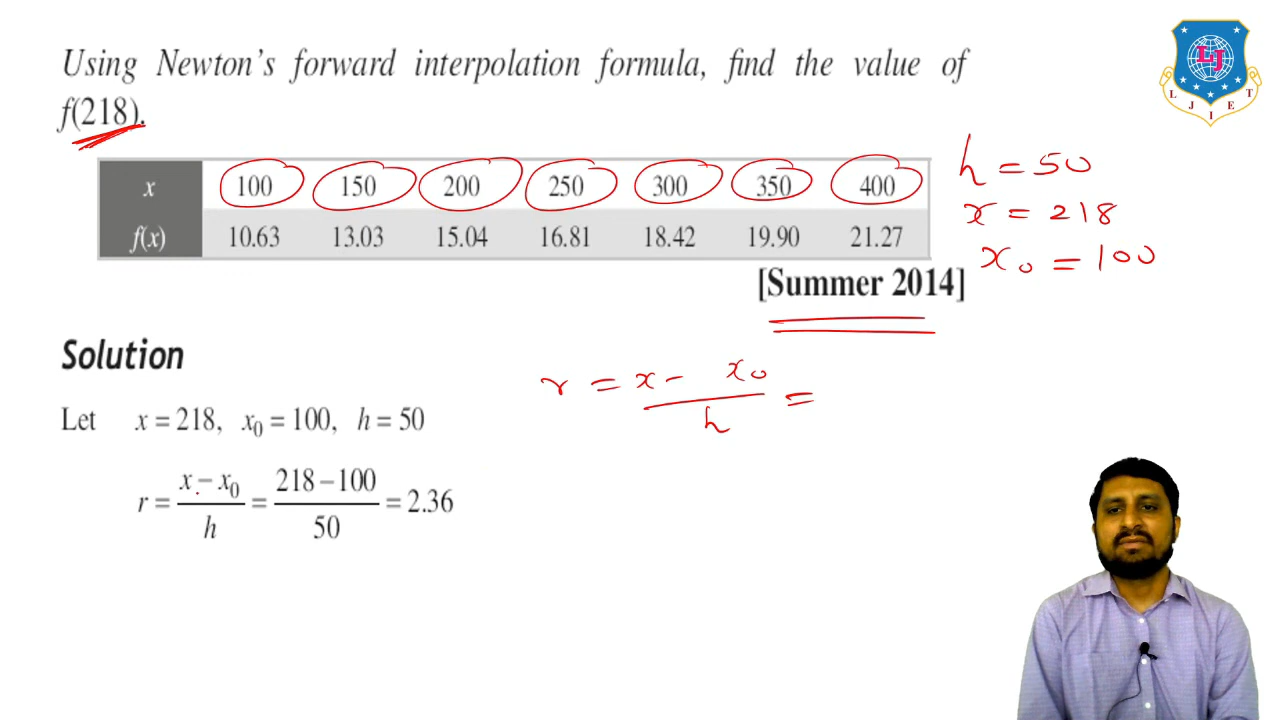 Using Newton's forward interpolation formula, find the value of
f(218).
x 100 150 200 250 300 350 400
f(x) 10.63 13.03 15.04 16.81 18.42 19.90 21.27
[Summer 2014]
h = 50
x = 218
x₀ = 100
LJ
L J I E T
Solution
Let x = 218, x₀ = 100, h = 50
r = (x − x₀)/h = (218 − 100)/50 = 2.36
r = (x − x₀)/h =